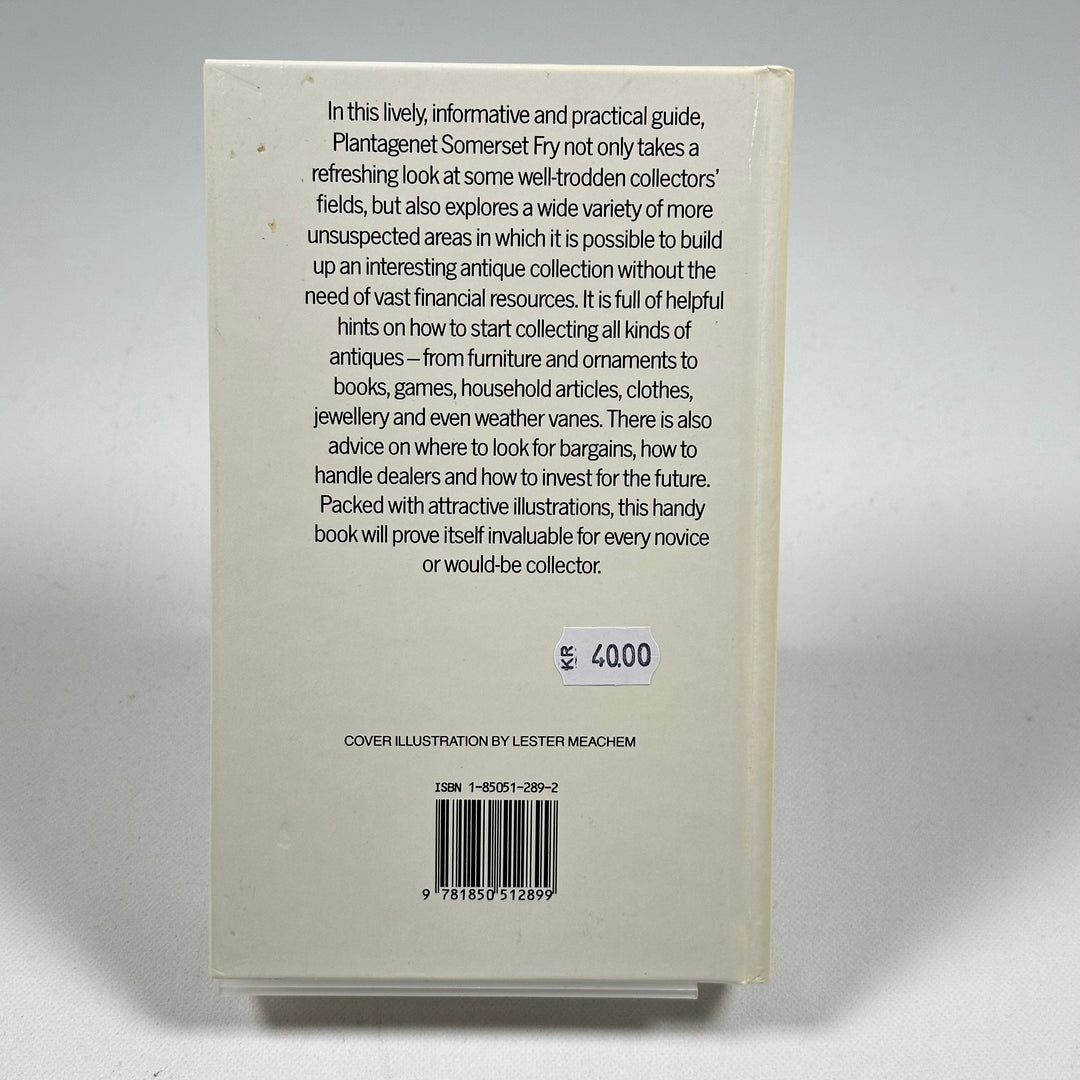 In this lively, informative and practical guide,
Plantagenet Somerset Fry not only takes a
refreshing look at some well-trodden collectors'
fields, but also explores a wide variety of more
unsuspected areas in which it is possible to build
up an interesting antique collection without the
need of vast financial resources. It is full of helpful
hints on how to start collecting all kinds of
antiques – from furniture and ornaments to
books, games, household articles, clothes,
jewellery and even weather vanes. There is also
advice on where to look for bargains, how to
handle dealers and how to invest for the future.
Packed with attractive illustrations, this handy
book will prove itself invaluable for every novice
or would-be collector.
KR 40.00
COVER ILLUSTRATION BY LESTER MEACHEM
ISBN 1-85051-289-2
9 781850 512899